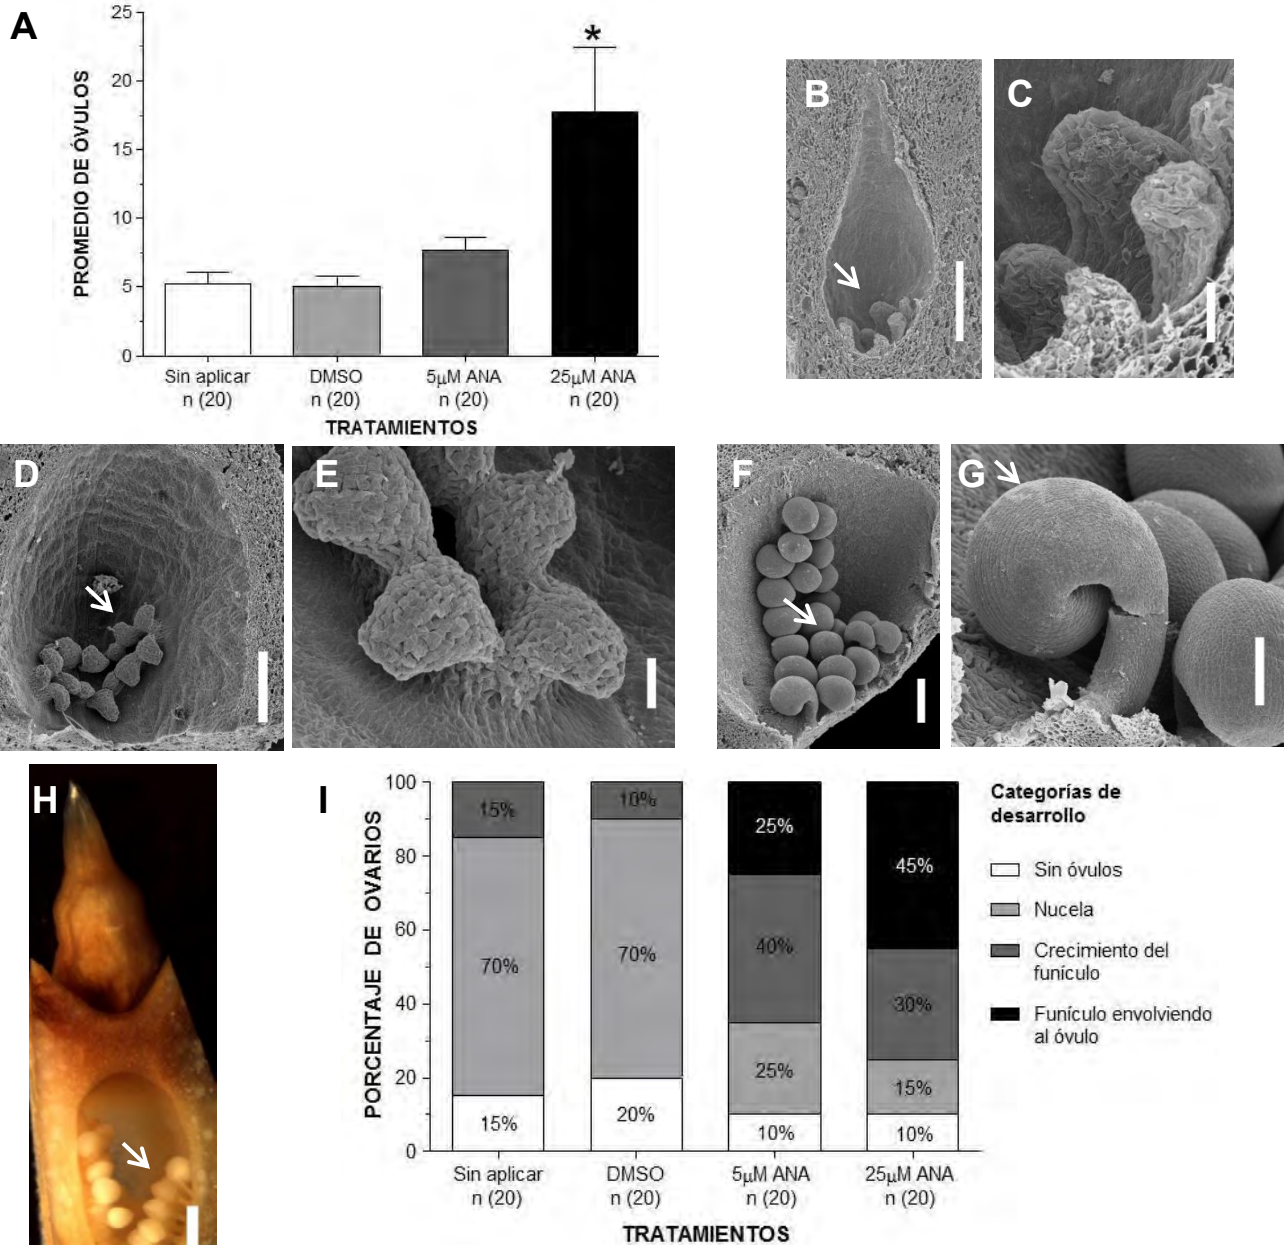 A
PROMEDIO DE ÓVULOS
25
20
15
10
5
0
*
Sin aplicar
n (20)
DMSO
n (20)
5µM ANA
n (20)
25µM ANA
n (20)
TRATAMIENTOS
B
C
D
E
F
G
H
I
PORCENTAJE DE OVARIOS
100
80
60
40
20
0
15%
70%
15%
10%
70%
20%
25%
40%
25%
10%
45%
30%
15%
10%
Sin aplicar
n (20)
DMSO
n (20)
5µM ANA
n (20)
25µM ANA
n (20)
TRATAMIENTOS
Categorías de
desarrollo
Sin óvulos
Nucela
Crecimiento del
funículo
Funículo envolviendo
al óvulo